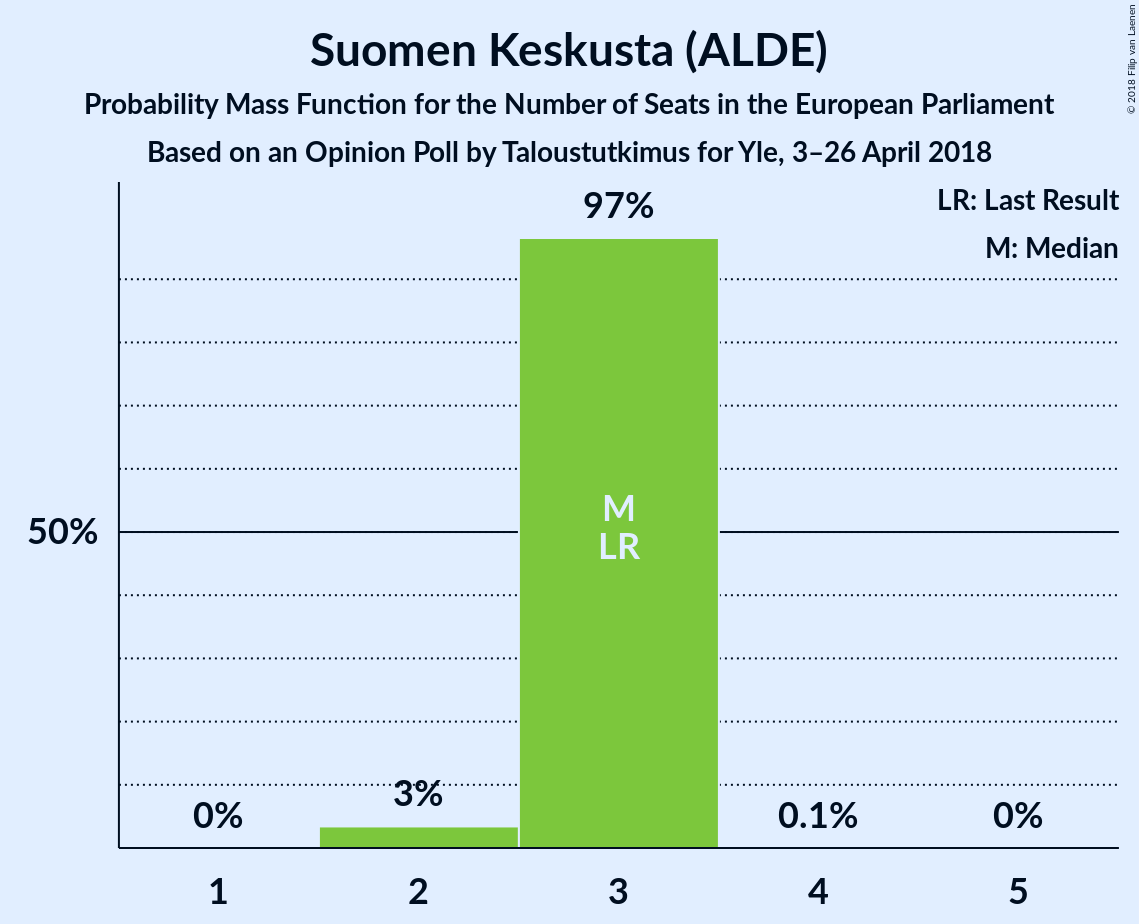 Suomen Keskusta (ALDE)
Probability Mass Function for the Number of Seats in the European Parliament
Based on an Opinion Poll by Taloustutkimus for Yle, 3–26 April 2018
© 2018 Filip van Laenen
LR: Last Result
M: Median
97%
50%
M
LR
0%
3%
0.1%
0%
1
2
3
4
5